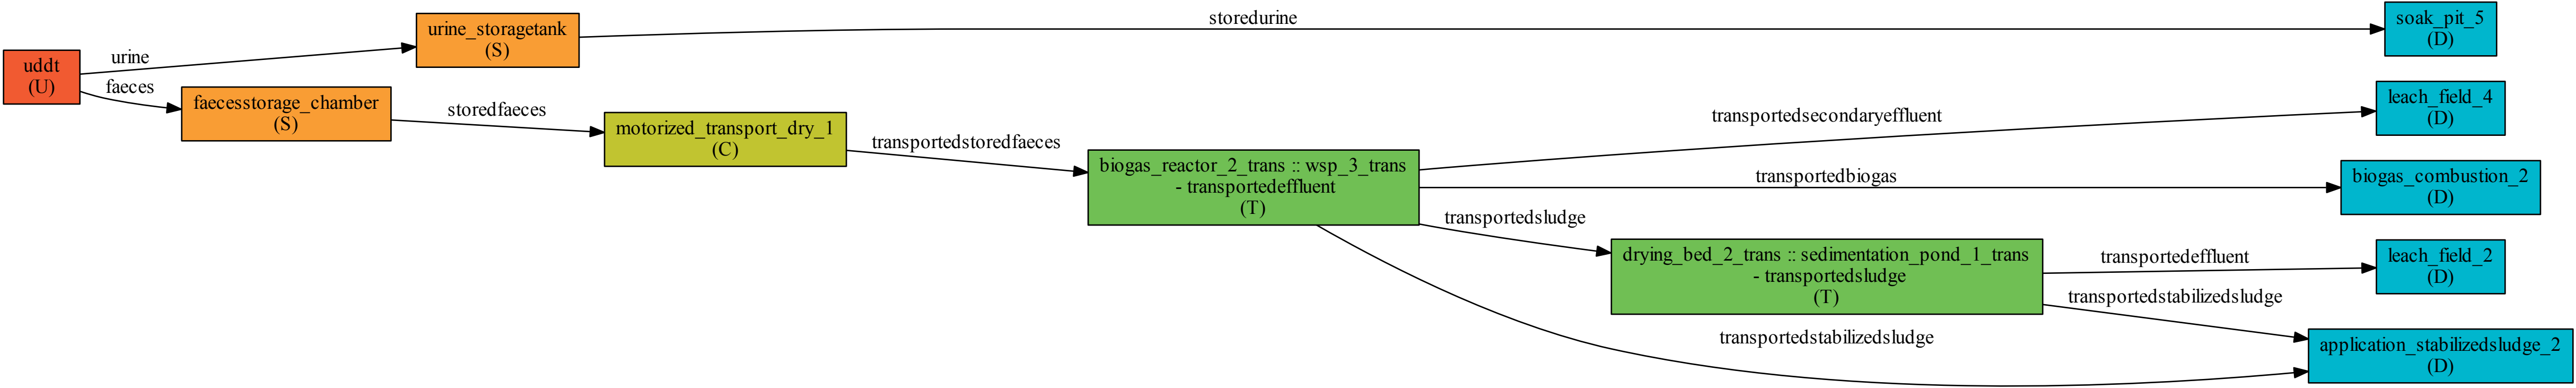 uddt
(U)
urine
faeces
urine_storagetank
(S)
faecesstorage_chamber
(S)
storedurine
storedfaeces
motorized_transport_dry_1
(C)
transportedstoredfaeces
biogas_reactor_2_trans :: wsp_3_trans
- transportedeffluent
(T)
transportedsecondaryeffluent
transportedbiogas
transportedsludge
transportedstabilizedsludge
drying_bed_2_trans :: sedimentation_pond_1_trans
- transportedsludge
(T)
transportedeffluent
transportedstabilizedsludge
soak_pit_5
(D)
leach_field_4
(D)
biogas_combustion_2
(D)
leach_field_2
(D)
application_stabilizedsludge_2
(D)